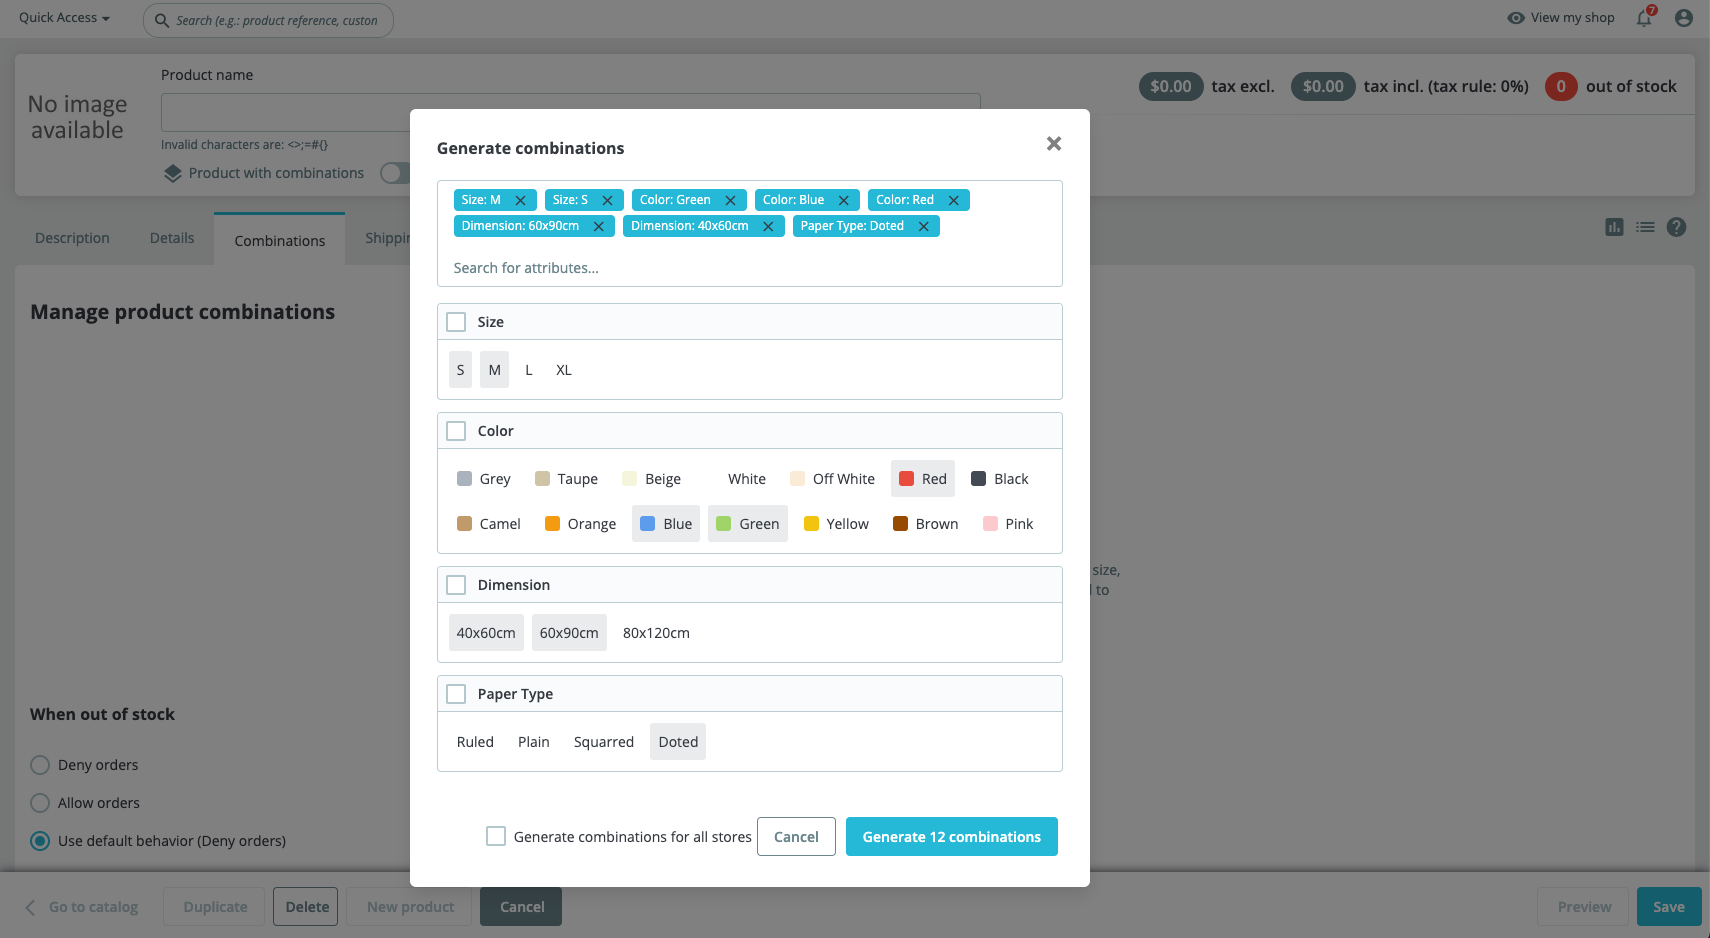 Quick Access
Search (e.g.: product reference, custon
View my shop
7
No image
available
Product name
$0.00 tax excl. $0.00 tax incl. (tax rule: 0%) 0 out of stock
Invalid characters are: <>;=#{}
Product with combinations
Description Details Combinations Shippin
Manage product combinations
size,
to
When out of stock
Deny orders
Allow orders
Use default behavior (Deny orders)
Generate combinations
Size: M Size: S Color: Green Color: Blue Color: Red
Dimension: 60x90cm Dimension: 40x60cm Paper Type: Doted
Search for attributes...
Size
S M L XL
Color
Grey Taupe Beige White Off White Red Black
Camel Orange Blue Green Yellow Brown Pink
Dimension
40x60cm 60x90cm 80x120cm
Paper Type
Ruled Plain Squarred Doted
Generate combinations for all stores Cancel Generate 12 combinations
Go to catalog Duplicate Delete New product Cancel Preview Save